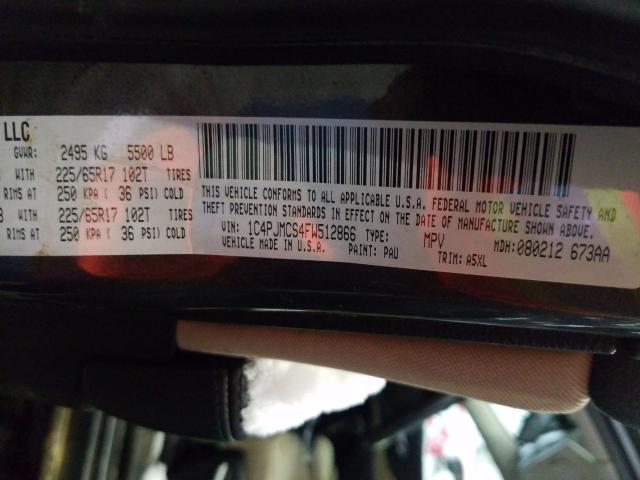 LLC
GVWR: 2495 KG 5500 LB
WITH 225/65R17 102T TIRES
RIMS AT 250 KPA ( 36 PSI) COLD
WITH 225/65R17 102T TIRES
RIMS AT 250 KPA ( 36 PSI) COLD
THIS VEHICLE CONFORMS TO ALL APPLICABLE U.S.A. FEDERAL MOTOR VEHICLE SAFETY AND
THEFT PREVENTION STANDARDS IN EFFECT ON THE DATE OF MANUFACTURE SHOWN ABOVE.
VIN: 1C4PJMCS4FW512866 TYPE: MPV MDH: 080212 673AA
VEHICLE MADE IN U.S.A. PAINT: PAU TRIM: A5XL